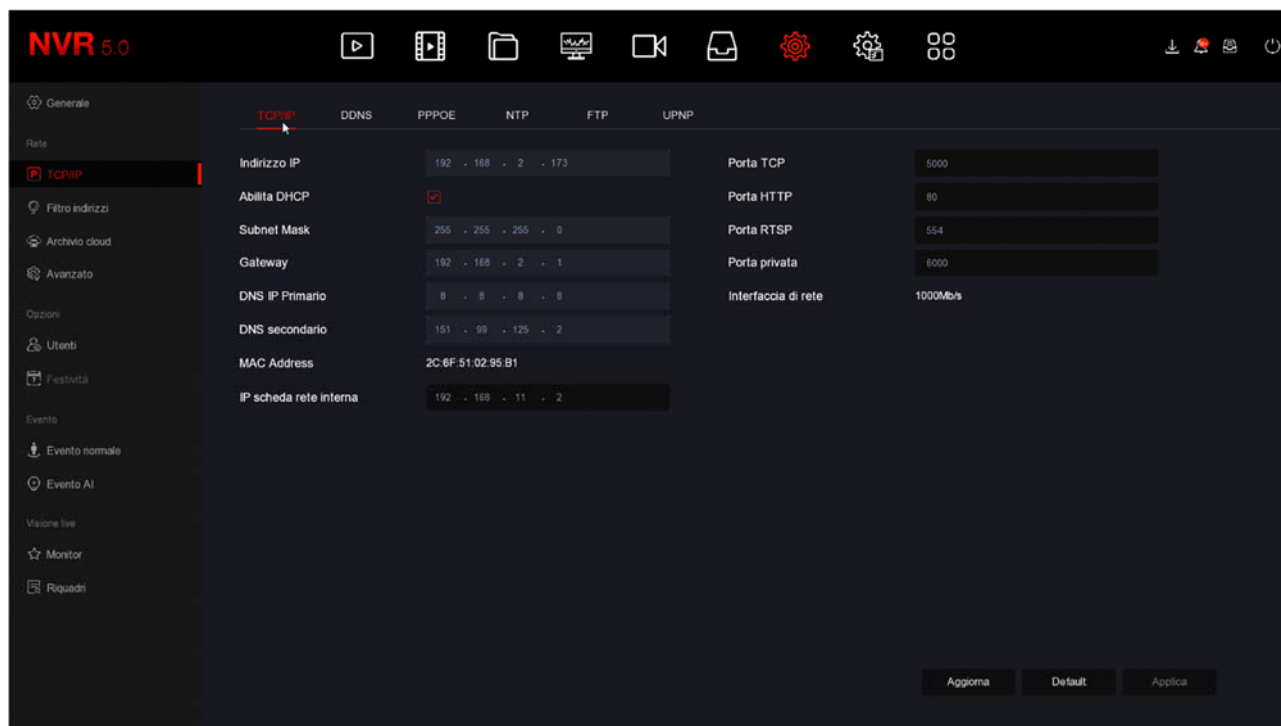 NVR 5.0
Generale
Rete
TCP/IP
Filtro indirizzi
Archivio cloud
Avanzato
Opzioni
Utenti
Festività
Evento
Evento normale
Evento AI
Visione live
Monitor
Riquadri
TCP/IP DDNS PPPOE NTP FTP UPNP
Indirizzo IP 192 . 168 . 2 . 173
Abilita DHCP
Subnet Mask 255 . 255 . 255 . 0
Gateway 192 . 168 . 2 . 1
DNS IP Primario 8 . 8 . 8 . 8
DNS secondario 151 . 99 . 125 . 2
MAC Address 2C:6F:51:02:95:B1
IP scheda rete interna 192 . 168 . 11 . 2
Porta TCP 5000
Porta HTTP 80
Porta RTSP 554
Porta privata 6000
Interfaccia di rete 1000Mb/s
Aggiorna Default Applica